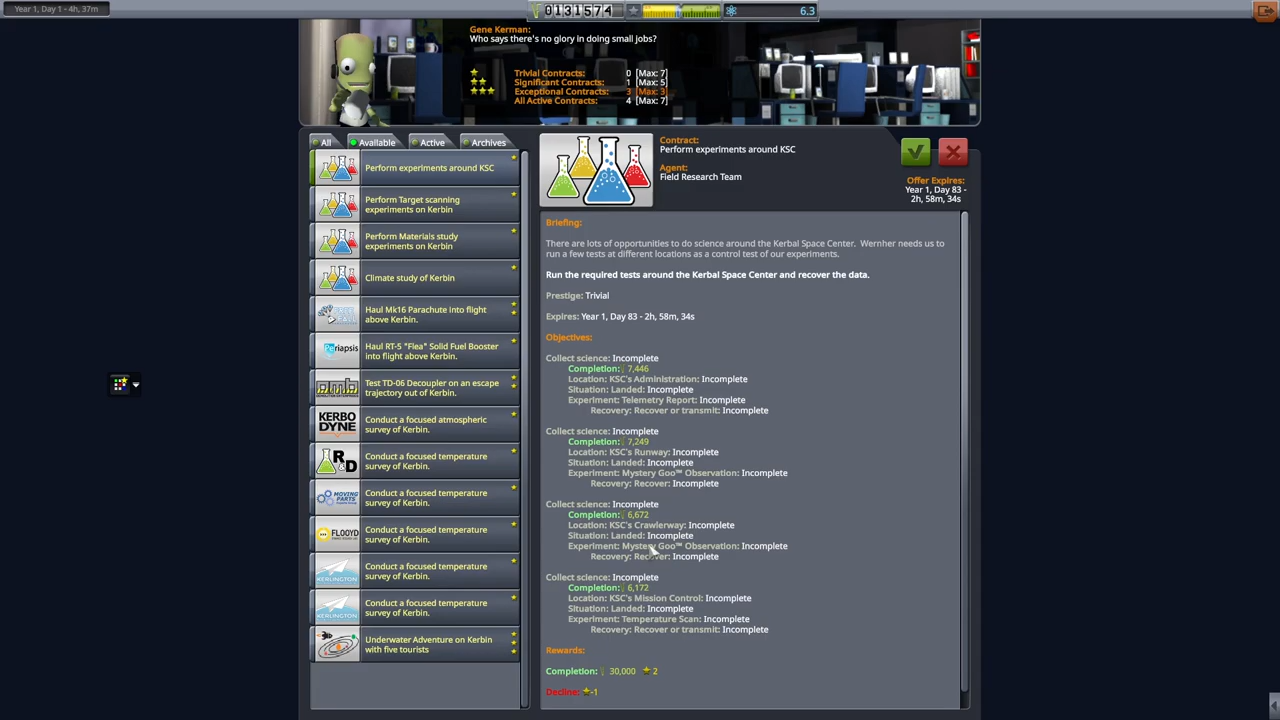 Year 1, Day 1 - 4h, 37m
0131574
6.3
Gene Kerman:
Who says there's no glory in doing small jobs?
Trivial Contracts: 0 [Max: 7]
Significant Contracts: 1 [Max: 5]
Exceptional Contracts: 3 [Max: 3]
All Active Contracts: 4 [Max: 7]
All
Available
Active
Archives
Perform experiments around KSC
Perform Target scanning
experiments on Kerbin
Perform Materials study
experiments on Kerbin
Climate study of Kerbin
Haul Mk16 Parachute into flight
above Kerbin.
Periapsis
Haul RT-5 "Flea" Solid Fuel Booster
into flight above Kerbin.
Test TD-06 Decoupler on an escape
trajectory out of Kerbin.
KERBO
DYNE
Conduct a focused atmospheric
survey of Kerbin.
R&D
Conduct a focused temperature
survey of Kerbin.
MOVING
PARTS
Conduct a focused temperature
survey of Kerbin.
FLOOYD
Conduct a focused temperature
survey of Kerbin.
KERLINGTON
Conduct a focused temperature
survey of Kerbin.
KERLINGTON
Conduct a focused temperature
survey of Kerbin.
Underwater Adventure on Kerbin
with five tourists
Contract:
Perform experiments around KSC
Agent:
Field Research Team
Offer Expires:
Year 1, Day 83 -
2h, 58m, 34s
Briefing:
There are lots of opportunities to do science around the Kerbal Space Center. Wernher needs us to
run a few tests at different locations as a control test of our experiments.
Run the required tests around the Kerbal Space Center and recover the data.
Prestige: Trivial
Expires: Year 1, Day 83 - 2h, 58m, 34s
Objectives:
Collect science: Incomplete
Completion: 7,446
Location: KSC's Administration: Incomplete
Situation: Landed: Incomplete
Experiment: Telemetry Report: Incomplete
Recovery: Recover or transmit: Incomplete
Collect science: Incomplete
Completion: 7,249
Location: KSC's Runway: Incomplete
Situation: Landed: Incomplete
Experiment: Mystery Goo™ Observation: Incomplete
Recovery: Recover: Incomplete
Collect science: Incomplete
Completion: 6,672
Location: KSC's Crawlerway: Incomplete
Situation: Landed: Incomplete
Experiment: Mystery Goo™ Observation: Incomplete
Recovery: Recover: Incomplete
Collect science: Incomplete
Completion: 6,172
Location: KSC's Mission Control: Incomplete
Situation: Landed: Incomplete
Experiment: Temperature Scan: Incomplete
Recovery: Recover or transmit: Incomplete
Rewards:
Completion: 30,000 2
Decline: -1